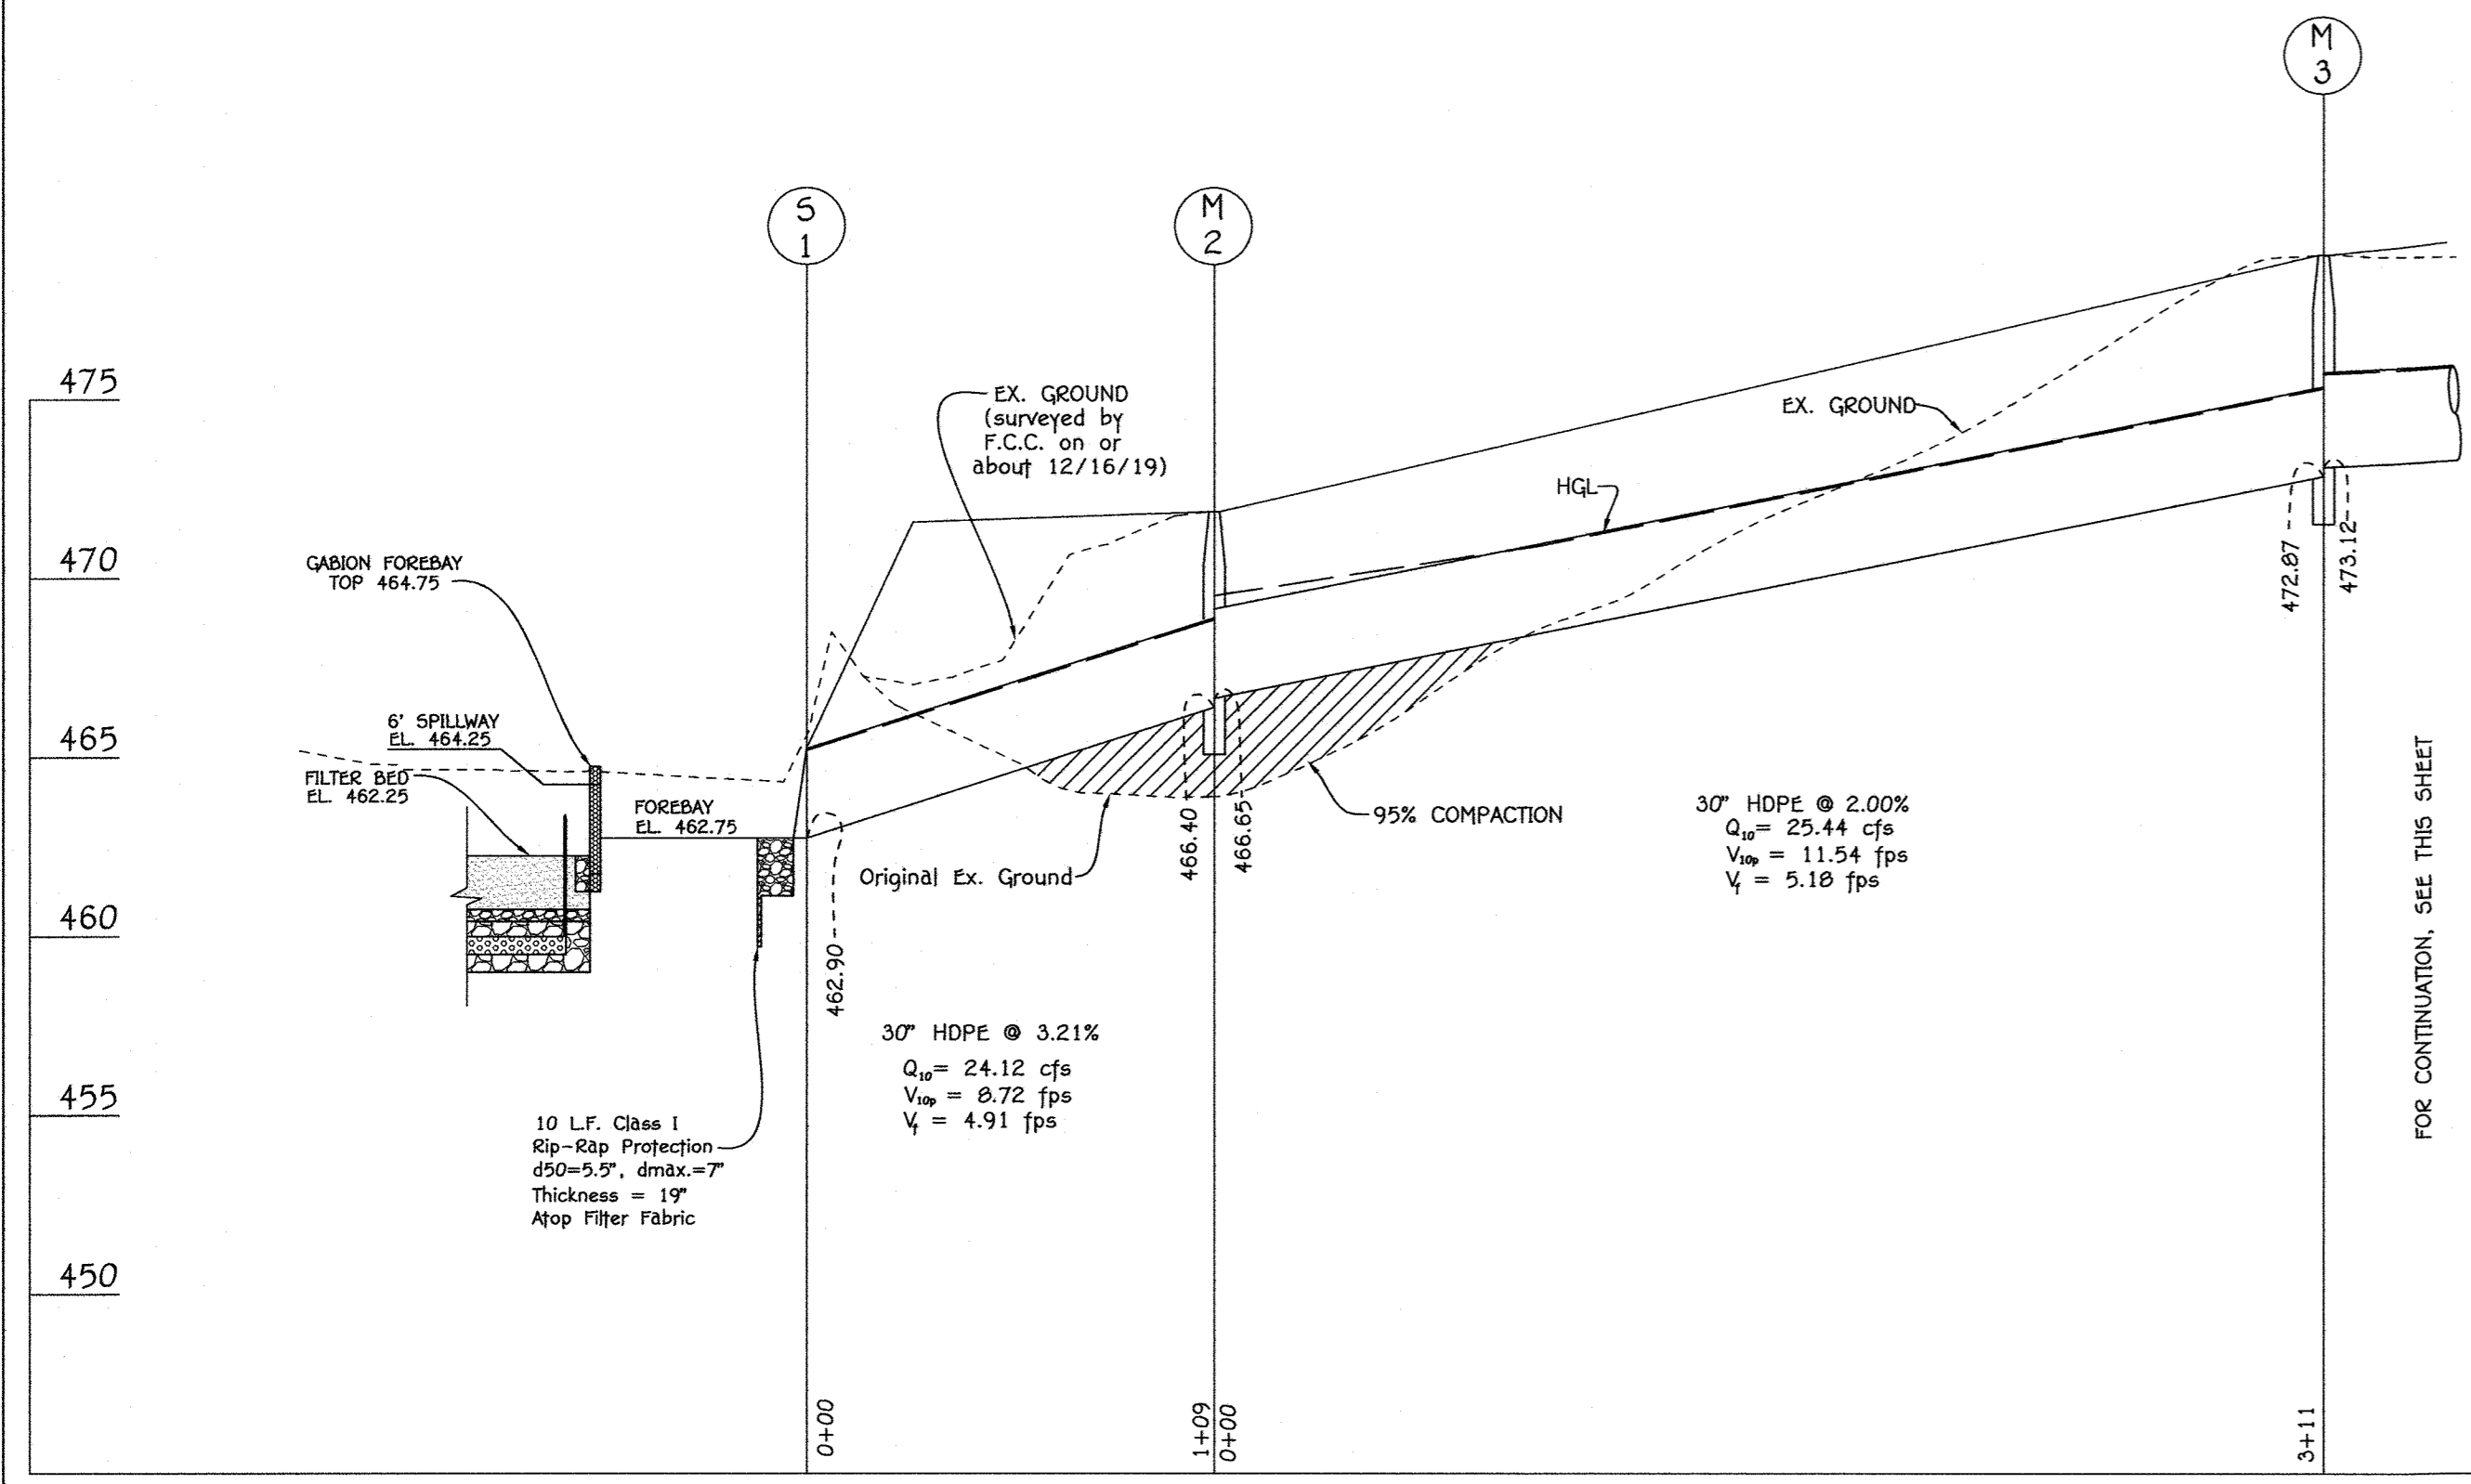 M
3
S
1
M
2
475
470
465
460
455
450
EX. GROUND
(surveyed by
F.C.C. on or
about 12/16/19)
EX. GROUND
HGL
GABION FOREBAY
TOP 464.75
6' SPILLWAY
EL. 464.25
FILTER BED
EL. 462.25
FOREBAY
EL. 462.75
Original Ex. Ground
95% COMPACTION
462.90
466.40
466.65
472.87
473.12
30" HDPE @ 2.00%
Q10= 25.44 cfs
V10p = 11.54 fps
Vf = 5.18 fps
30" HDPE @ 3.21%
Q10= 24.12 cfs
V10p = 8.72 fps
Vf = 4.91 fps
10 L.F. Class I
Rip-Rap Protection
d50=5.5", dmax.=7"
Thickness = 19"
Atop Filter Fabric
FOR CONTINUATION, SEE THIS SHEET
0+00
1+09
0+00
3+11